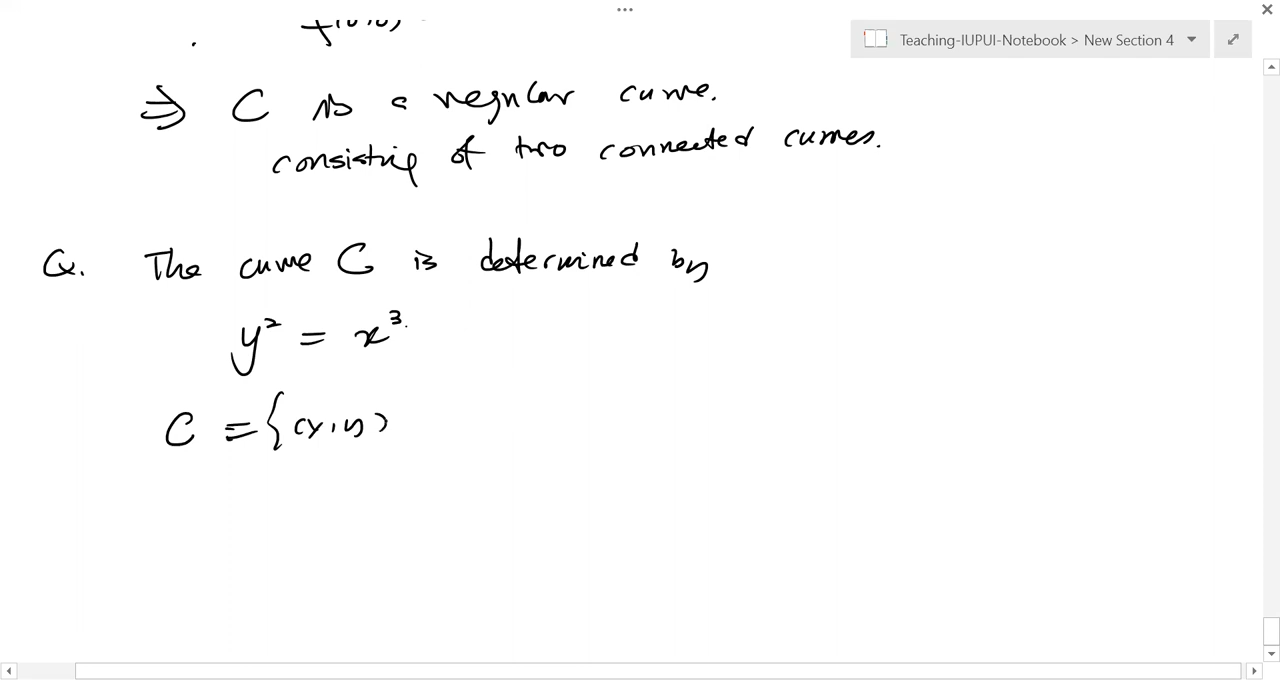 Teaching-IUPUI-Notebook > New Section 4
⇒ C is a regular curve.
consisting of two connected curves.
Q. The curve C is determined by
y² = x³.
C = {(x,y)